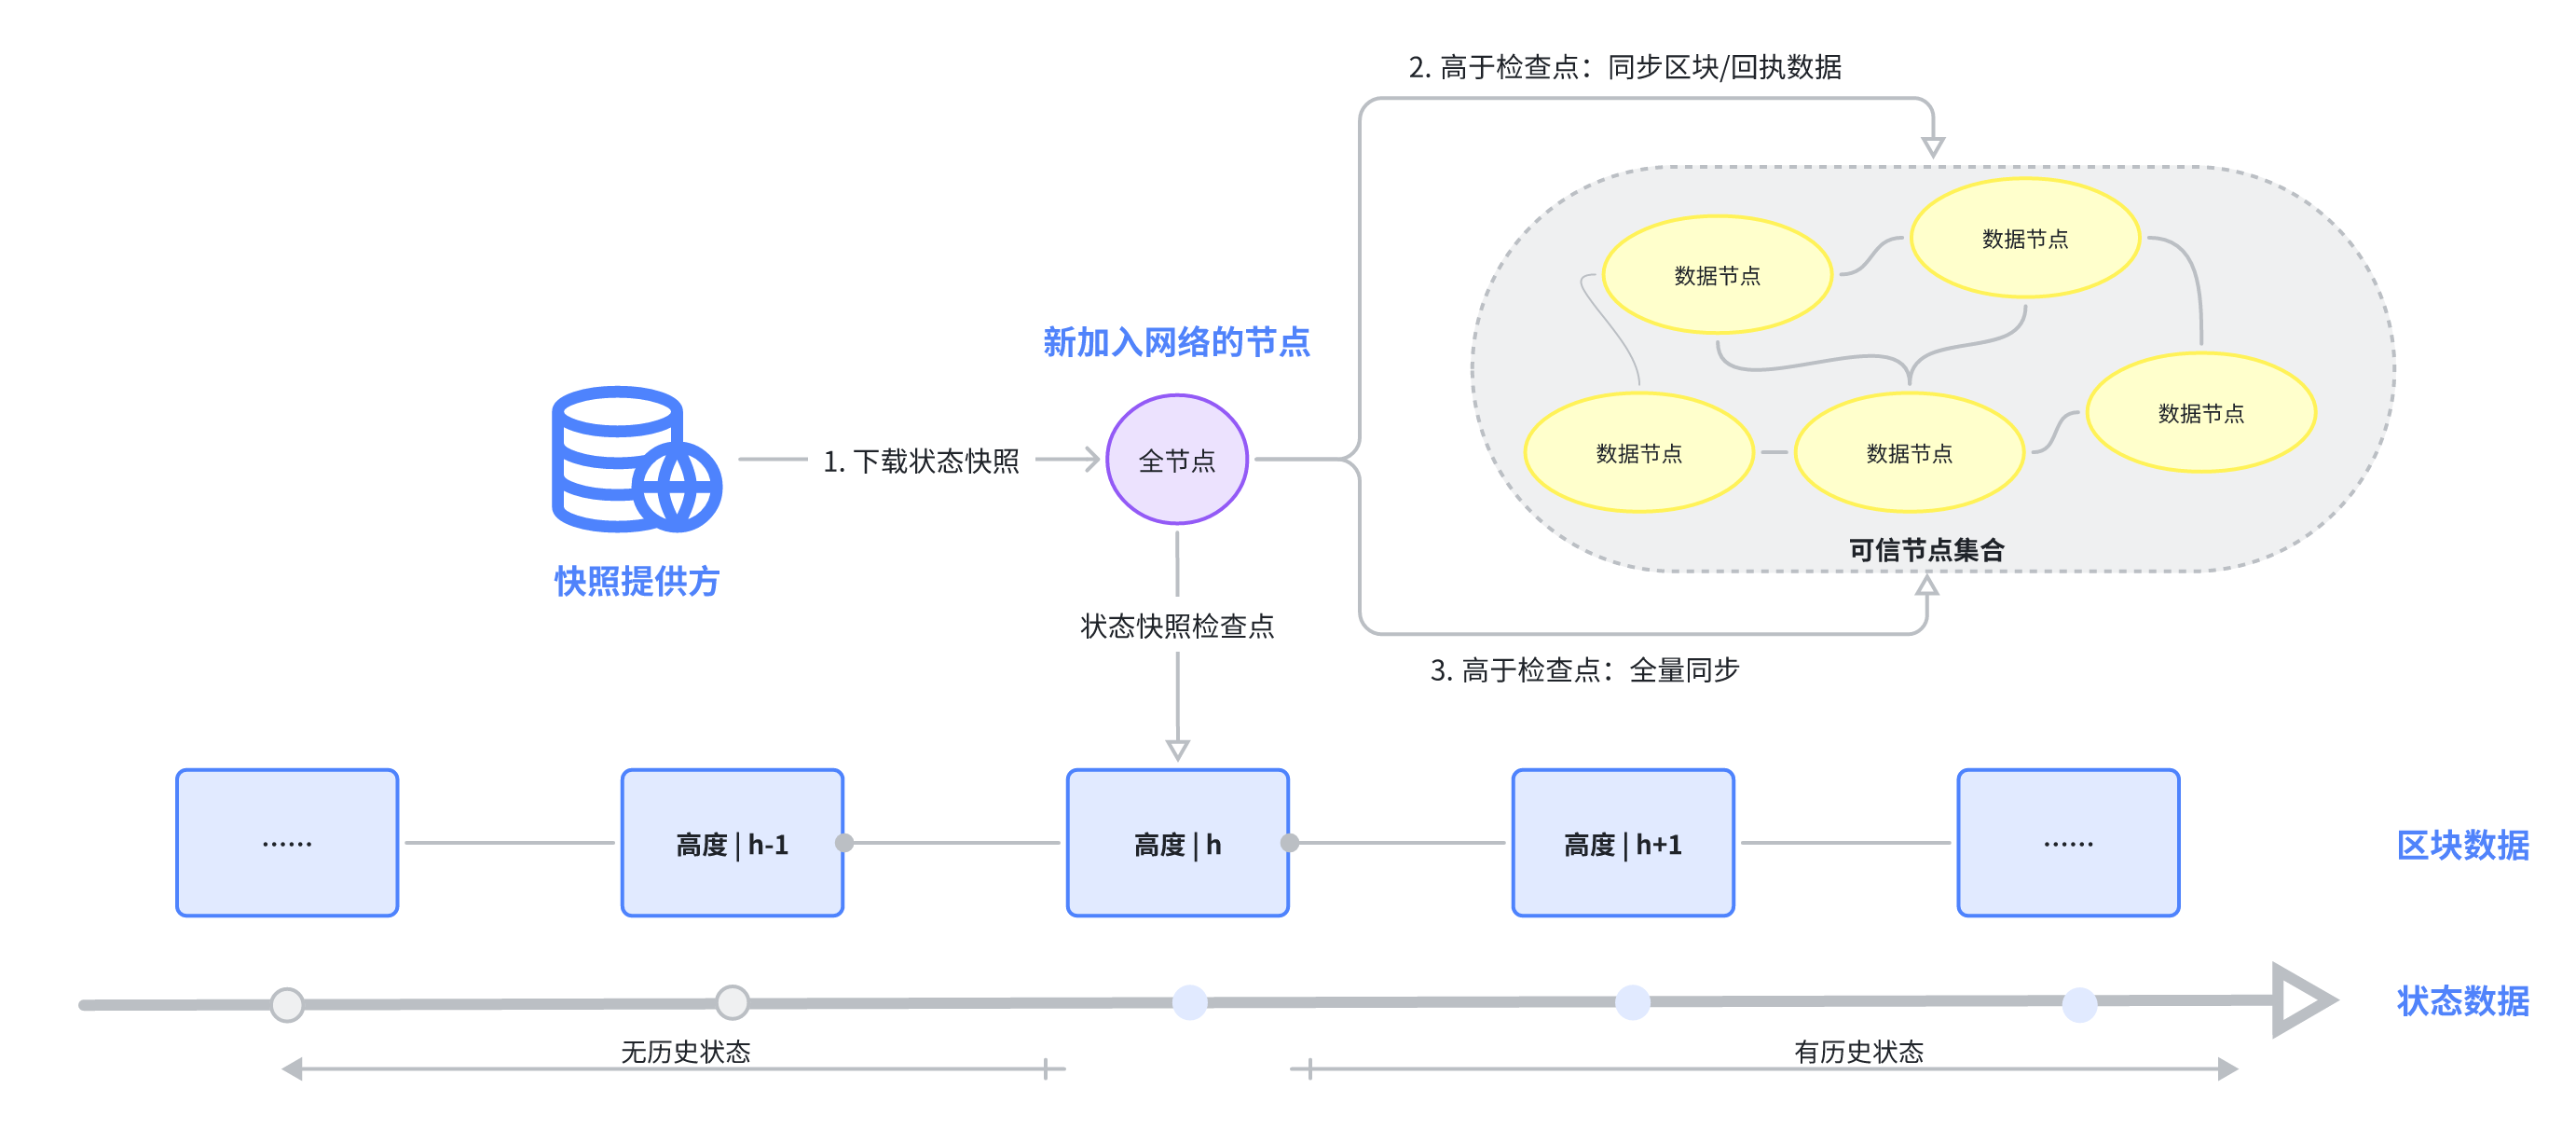 2. 高于检查点：同步区块/回执数据
数据节点
数据节点
新加入网络的节点
数据节点
1. 下载状态快照
全节点
数据节点
数据节点
可信节点集合
快照提供方
状态快照检查点
3. 高于检查点：全量同步
······
高度 | h-1
高度 | h
高度 | h+1
······
区块数据
状态数据
无历史状态
有历史状态